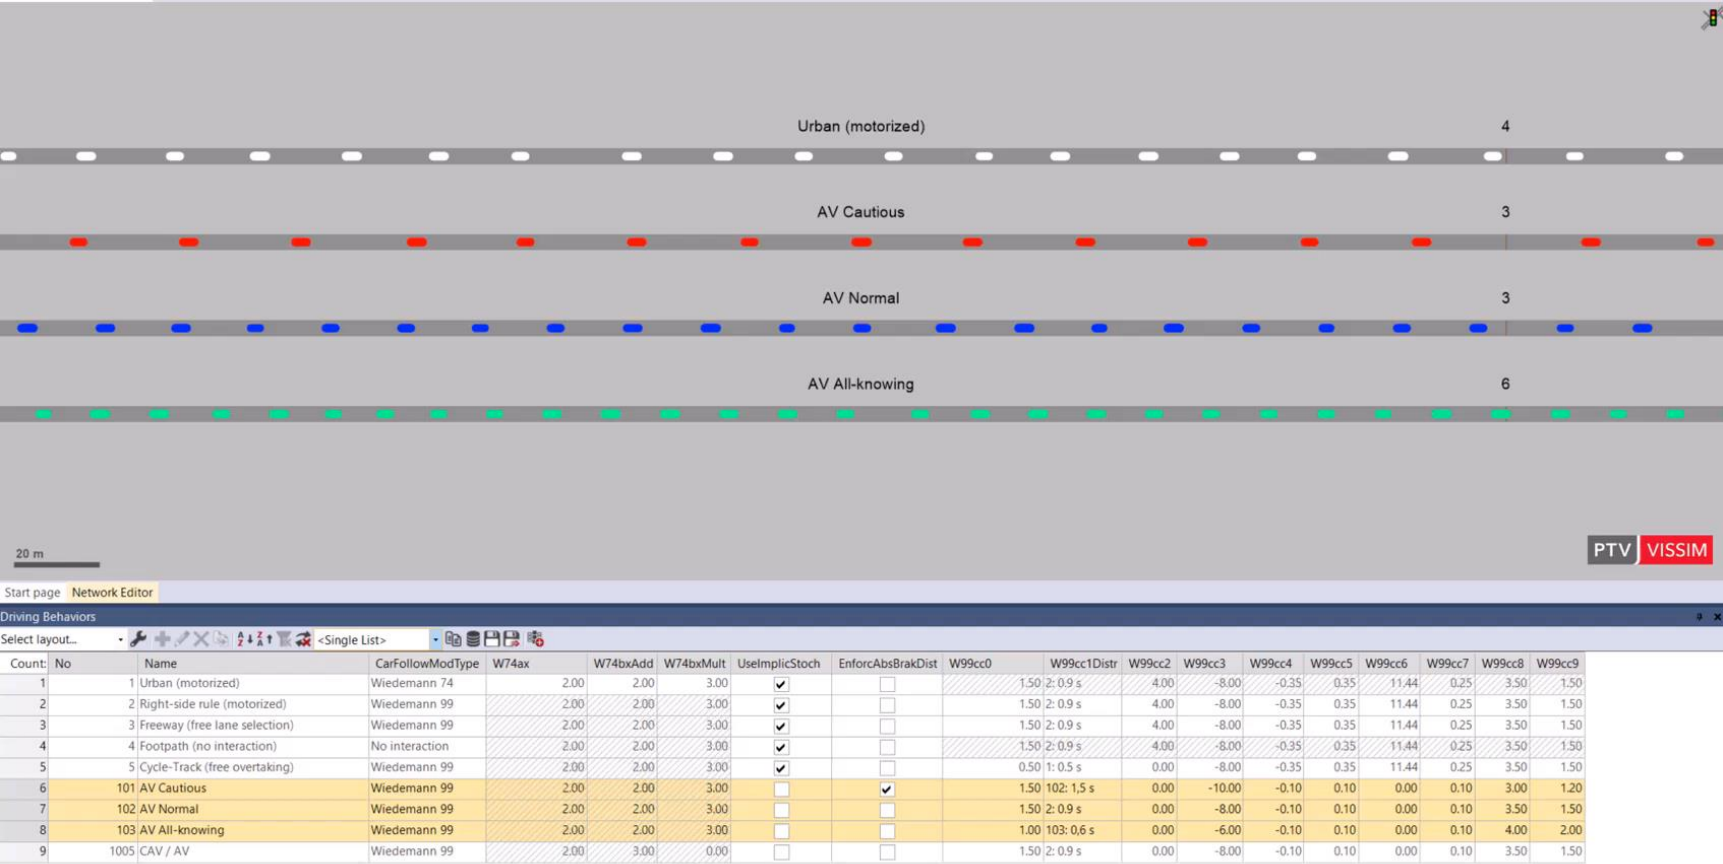 Urban (motorized) 4
AV Cautious 3
AV Normal 3
AV All-knowing 6
20 m
PTV VISSIM
Start page Network Editor
Driving Behaviors
Select layout... <Single List>
Count: No Name CarFollowModType W74ax W74bxAdd W74bxMult UseImplicStoch EnforcAbsBrakDist W99cc0 W99cc1Distr W99cc2 W99cc3 W99cc4 W99cc5 W99cc6 W99cc7 W99cc8 W99cc9
1 1 Urban (motorized) Wiedemann 74 2.00 2.00 3.00 1.50 2: 0.9 s 4.00 -8.00 -0.35 0.35 11.44 0.25 3.50 1.50
2 2 Right-side rule (motorized) Wiedemann 99 2.00 2.00 3.00 1.50 2: 0.9 s 4.00 -8.00 -0.35 0.35 11.44 0.25 3.50 1.50
3 3 Freeway (free lane selection) Wiedemann 99 2.00 2.00 3.00 1.50 2: 0.9 s 4.00 -8.00 -0.35 0.35 11.44 0.25 3.50 1.50
4 4 Footpath (no interaction) No interaction 2.00 2.00 3.00 1.50 2: 0.9 s 4.00 -8.00 -0.35 0.35 11.44 0.25 3.50 1.50
5 5 Cycle-Track (free overtaking) Wiedemann 99 2.00 2.00 3.00 0.50 1: 0.5 s 0.00 -8.00 -0.35 0.35 11.44 0.25 3.50 1.50
6 101 AV Cautious Wiedemann 99 2.00 2.00 3.00 1.50 102: 1,5 s 0.00 -10.00 -0.10 0.10 0.00 0.10 3.00 1.20
7 102 AV Normal Wiedemann 99 2.00 2.00 3.00 1.50 2: 0.9 s 0.00 -8.00 -0.10 0.10 0.00 0.10 3.50 1.50
8 103 AV All-knowing Wiedemann 99 2.00 2.00 3.00 1.00 103: 0,6 s 0.00 -6.00 -0.10 0.10 0.00 0.10 4.00 2.00
9 1005 CAV / AV Wiedemann 99 2.00 3.00 0.00 1.50 2: 0.9 s 0.00 -8.00 -0.10 0.10 0.00 0.10 3.50 1.50